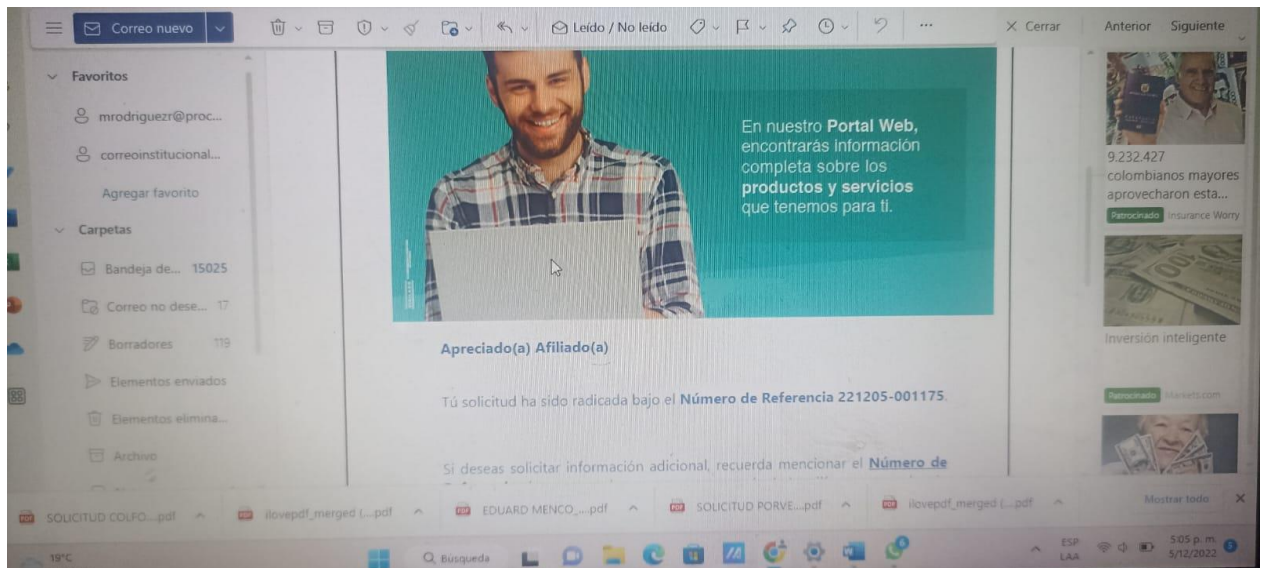 Correo nuevo
Leído / No leído
Cerrar
Anterior Siguiente
Favoritos
mrodriguezr@proc...
correoinstitucional...
Agregar favorito
Carpetas
Bandeja de... 15025
Correo no dese... 17
Borradores 119
Elementos enviados
Elementos elimina...
Archivo
En nuestro Portal Web,
encontrarás información
completa sobre los
productos y servicios
que tenemos para ti.
Apreciado(a) Afiliado(a)
Tú solicitud ha sido radicada bajo el Número de Referencia 221205-001175.
Si deseas solicitar información adicional, recuerda mencionar el Número de
9.232.427
colombianos mayores
aprovecharon esta...
Patrocinado Insurance Worry
Inversión inteligente
Patrocinado Markets.com
SOLICITUD COLFO....pdf
ilovepdf_merged (....pdf
EDUARD MENCO_....pdf
SOLICITUD PORVE....pdf
ilovepdf_merged (....pdf
Mostrar todo
19°C
Búsqueda
ESP
LAA
5:05 p. m.
5/12/2022
5